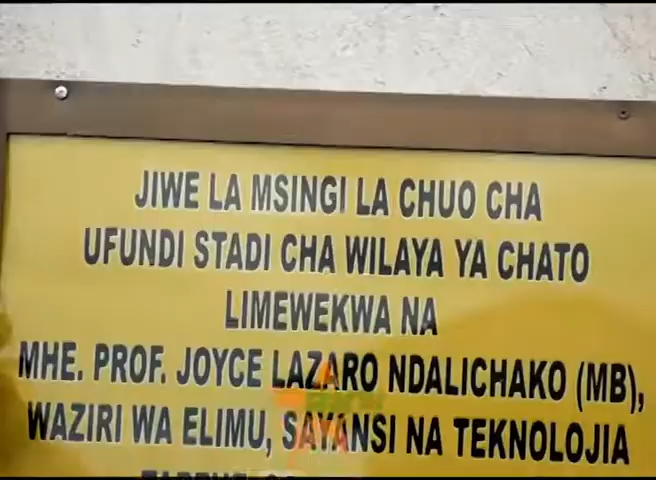 JIWE LA MSINGI LA CHUO CHA
UFUNDI STADI CHA WILAYA YA CHATO
LIMEWEKWA NA
MHE. PROF. JOYCE LAZARO NDALICHAKO (MB),
WAZIRI WA ELIMU, SAYANSI NA TEKNOLOJIA